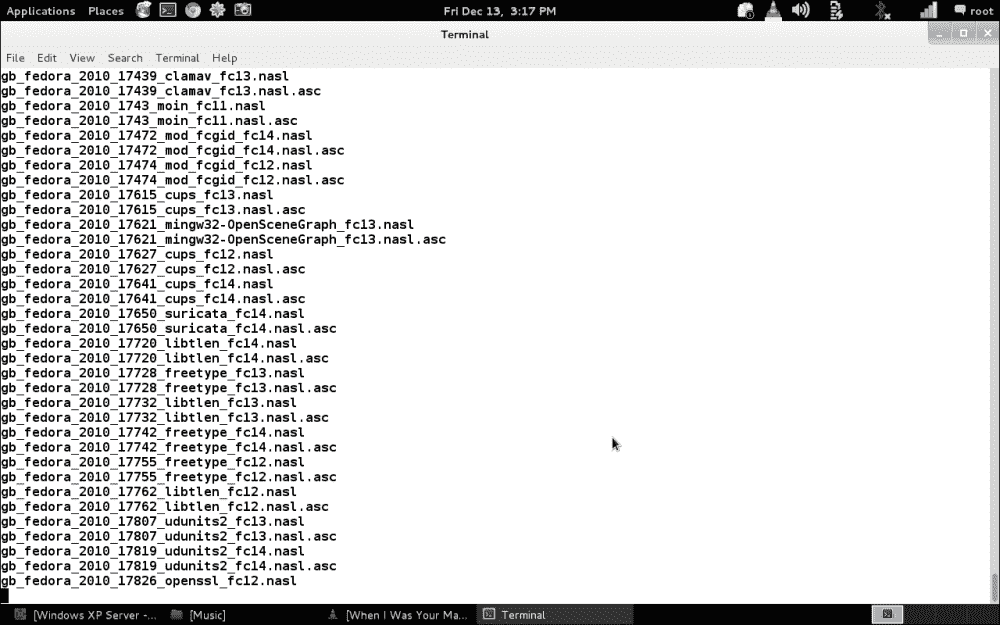 Applications Places Fri Dec 13, 3:17 PM root
Terminal
File Edit View Search Terminal Help
gb_fedora_2010_17439_clamav_fc13.nasl
gb_fedora_2010_17439_clamav_fc13.nasl.asc
gb_fedora_2010_1743_moin_fc11.nasl
gb_fedora_2010_1743_moin_fc11.nasl.asc
gb_fedora_2010_17472_mod_fcgid_fc14.nasl
gb_fedora_2010_17472_mod_fcgid_fc14.nasl.asc
gb_fedora_2010_17474_mod_fcgid_fc12.nasl
gb_fedora_2010_17474_mod_fcgid_fc12.nasl.asc
gb_fedora_2010_17615_cups_fc13.nasl
gb_fedora_2010_17615_cups_fc13.nasl.asc
gb_fedora_2010_17621_mingw32-OpenSceneGraph_fc13.nasl
gb_fedora_2010_17621_mingw32-OpenSceneGraph_fc13.nasl.asc
gb_fedora_2010_17627_cups_fc12.nasl
gb_fedora_2010_17627_cups_fc12.nasl.asc
gb_fedora_2010_17641_cups_fc14.nasl
gb_fedora_2010_17641_cups_fc14.nasl.asc
gb_fedora_2010_17650_suricata_fc14.nasl
gb_fedora_2010_17650_suricata_fc14.nasl.asc
gb_fedora_2010_17720_libtlen_fc14.nasl
gb_fedora_2010_17720_libtlen_fc14.nasl.asc
gb_fedora_2010_17728_freetype_fc13.nasl
gb_fedora_2010_17728_freetype_fc13.nasl.asc
gb_fedora_2010_17732_libtlen_fc13.nasl
gb_fedora_2010_17732_libtlen_fc13.nasl.asc
gb_fedora_2010_17742_freetype_fc14.nasl
gb_fedora_2010_17742_freetype_fc14.nasl.asc
gb_fedora_2010_17755_freetype_fc12.nasl
gb_fedora_2010_17755_freetype_fc12.nasl.asc
gb_fedora_2010_17762_libtlen_fc12.nasl
gb_fedora_2010_17762_libtlen_fc12.nasl.asc
gb_fedora_2010_17807_udunits2_fc13.nasl
gb_fedora_2010_17807_udunits2_fc13.nasl.asc
gb_fedora_2010_17819_udunits2_fc14.nasl
gb_fedora_2010_17819_udunits2_fc14.nasl.asc
gb_fedora_2010_17826_openssl_fc12.nasl
[Windows XP Server -... [Music] [When I Was Your Ma... Terminal